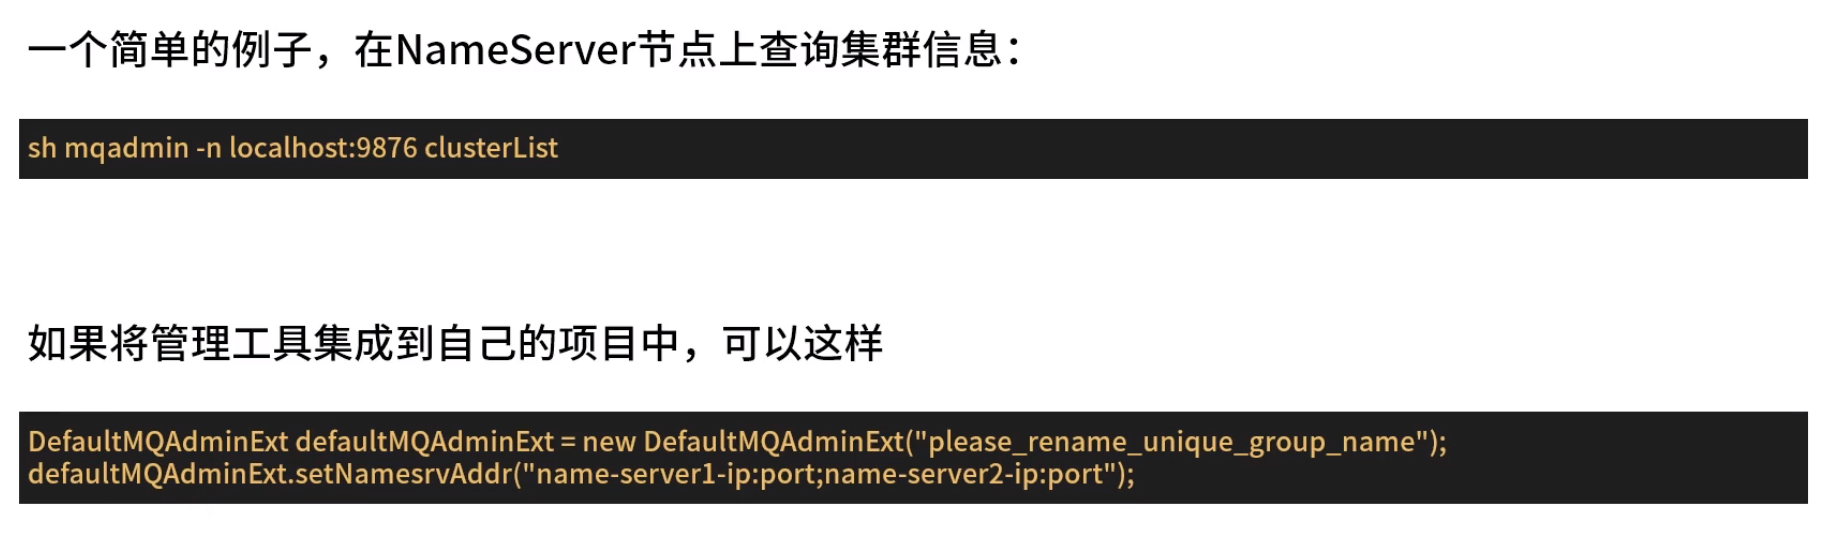 一个简单的例子，在NameServer节点上查询集群信息：
sh mqadmin -n localhost:9876 clusterList
如果将管理工具集成到自己的项目中，可以这样
DefaultMQAdminExt defaultMQAdminExt = new DefaultMQAdminExt("please_rename_unique_group_name");
defaultMQAdminExt.setNamesrvAddr("name-server1-ip:port;name-server2-ip:port");